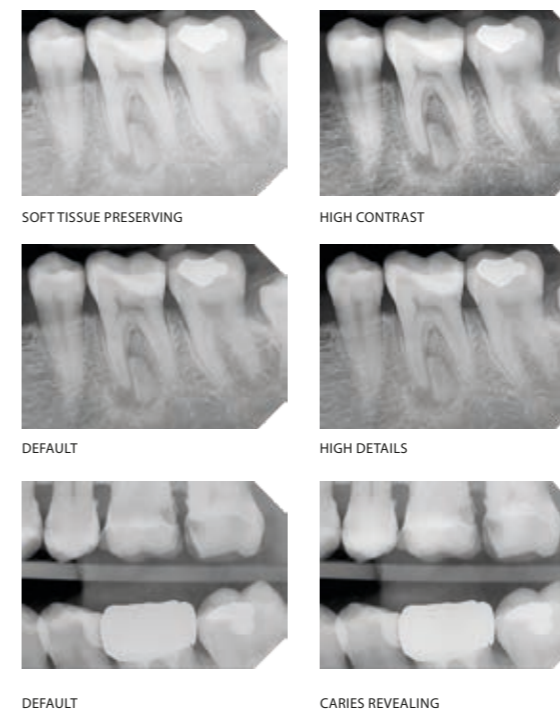 SOFT TISSUE PRESERVING
HIGH CONTRAST
DEFAULT
HIGH DETAILS
DEFAULT
CARIES REVEALING